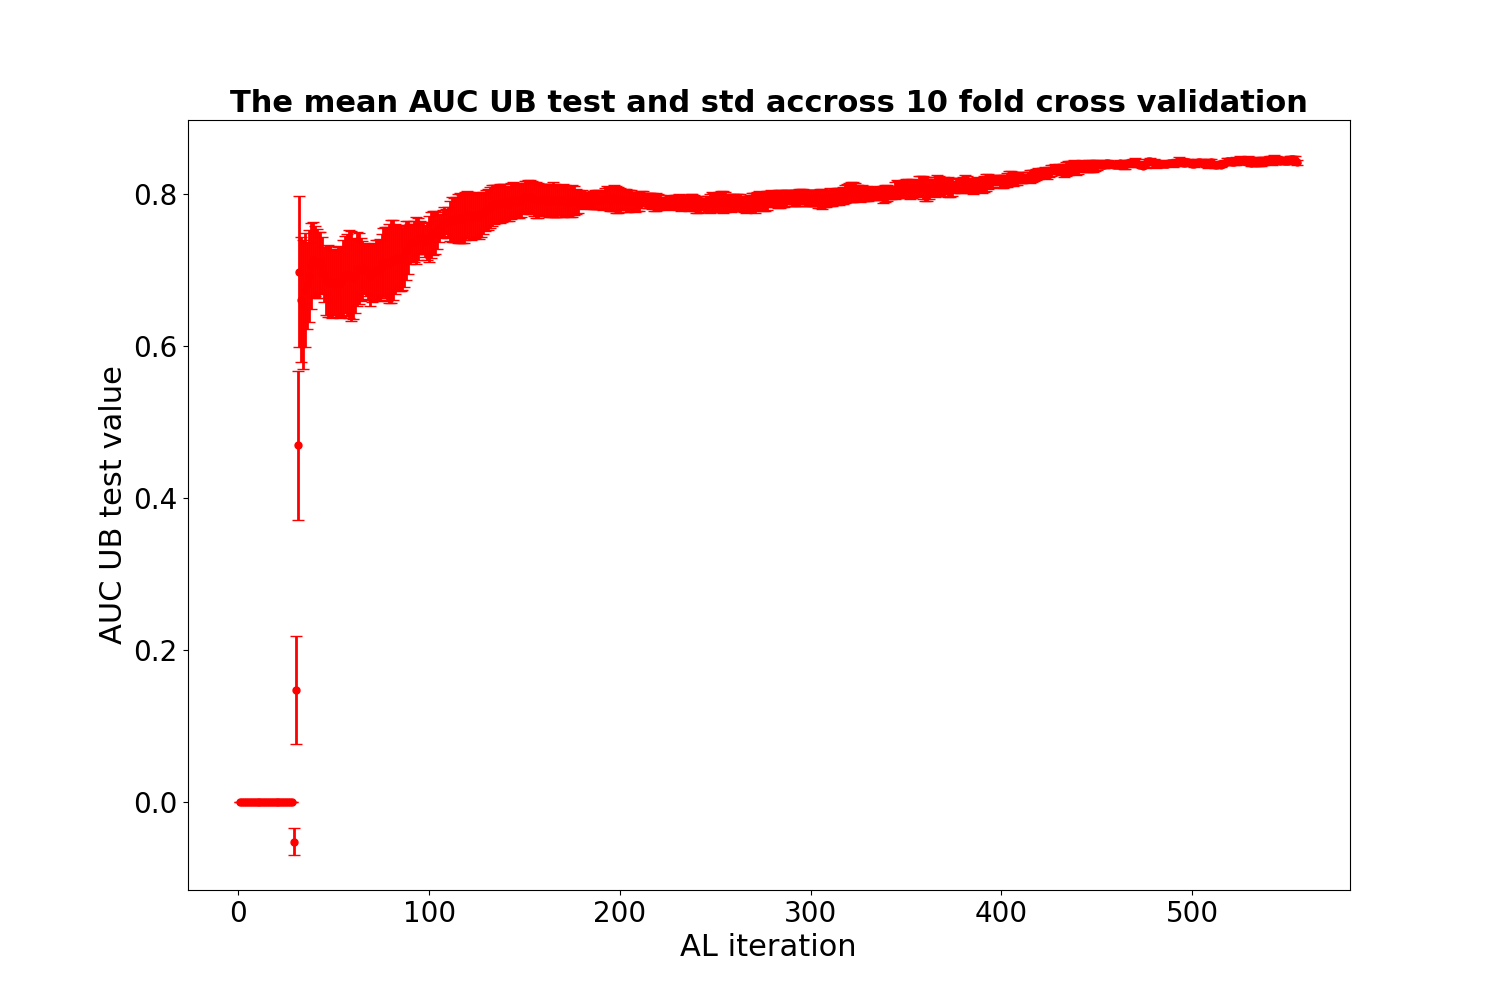 The mean AUC UB test and std accross 10 fold cross validation
AUC UB test value
0.8
0.6
0.4
0.2
0.0
0 100 200 300 400 500
AL iteration